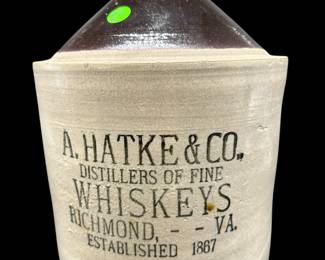 A. HATKE & CO.,
DISTILLERS OF FINE
WHISKEYS
RICHMOND, - - VA.
ESTABLISHED 1867